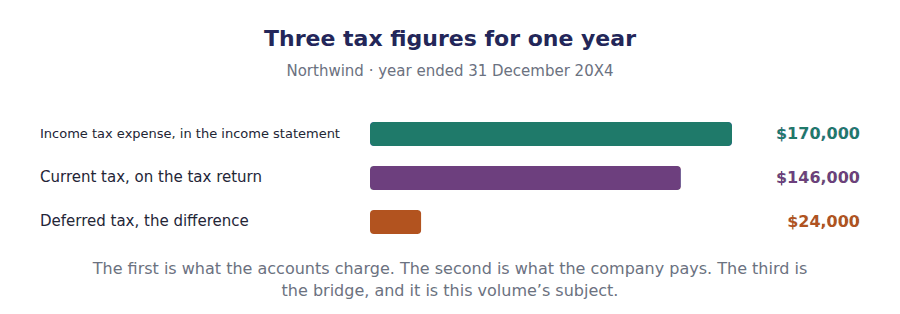 Three tax figures for one year
Northwind · year ended 31 December 20X4
Income tax expense, in the income statement $170,000
Current tax, on the tax return $146,000
Deferred tax, the difference $24,000
The first is what the accounts charge. The second is what the company pays. The third is
the bridge, and it is this volume’s subject.